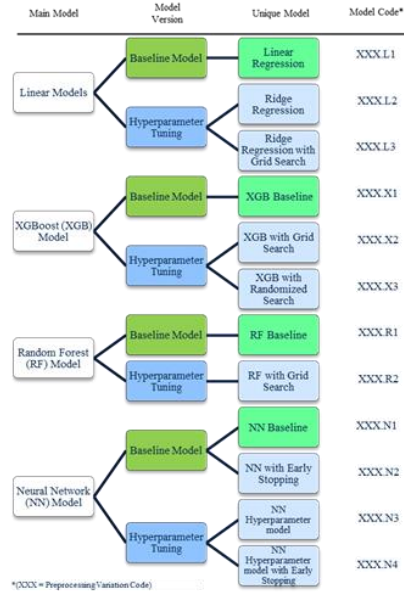 Main Model
Model
Version
Unique Model
Model Code*
Linear Models
Baseline Model
Linear
Regression
XXX.L1
Hyperparameter
Tuning
Ridge
Regression
XXX.L2
Ridge
Regression with
Grid Search
XXX.L3
XGBoost (XGB)
Model
Baseline Model
XGB Baseline
XXX.X1
Hyperparameter
Tuning
XGB with Grid
Search
XXX.X2
XGB with
Randomized
Search
XXX.X3
Random Forest
(RF) Model
Baseline Model
RF Baseline
XXX.R1
Hyperparameter
Tuning
RF with Grid
Search
XXX.R2
Neural Network
(NN) Model
Baseline Model
NN Baseline
XXX.N1
NN with Early
Stopping
XXX.N2
Hyperparameter
Tuning
NN
Hyperparameter
model
XXX.N3
NN
Hyperparameter
model with Early
Stopping
XXX.N4
*(XXX = Preprocessing Variation Code)